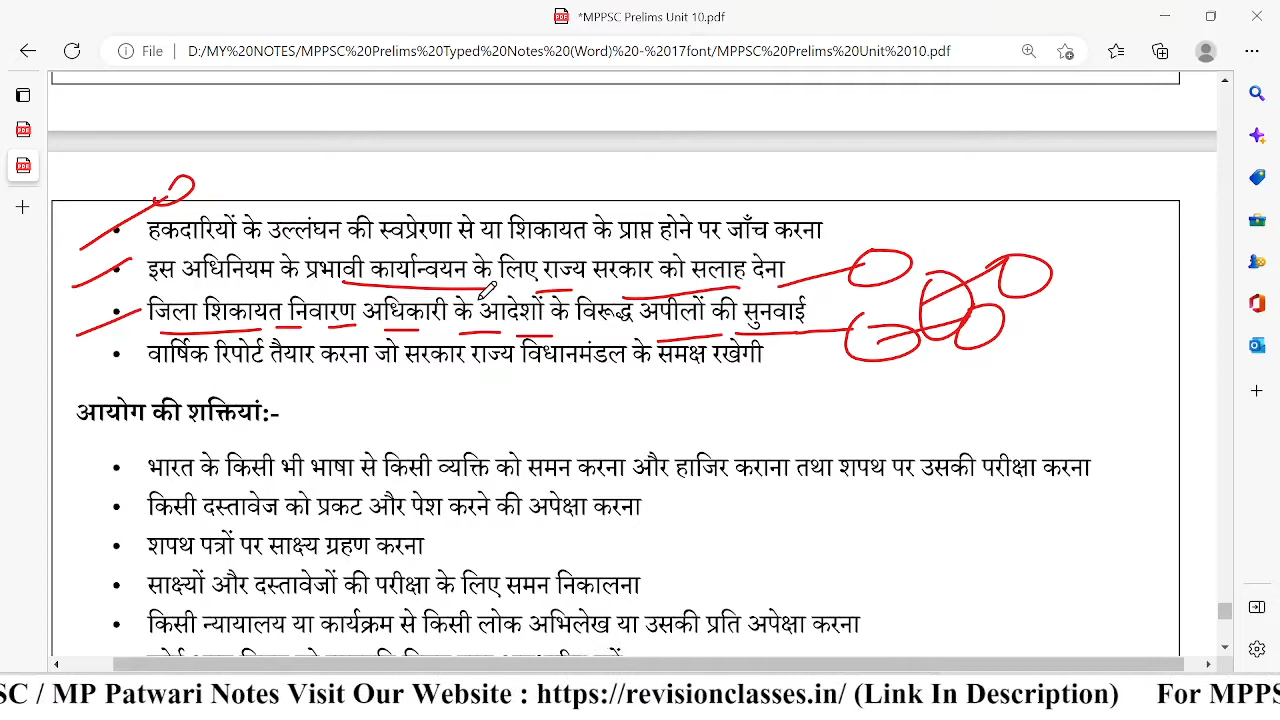 *MPPSC Prelims Unit 10.pdf
File | D:/MY%20NOTES/MPPSC%20Prelims%20Typed%20Notes%20(Word)%20-%2017font/MPPSC%20Prelims%20Unit%2010.pdf
• हकदारियों के उल्लंघन की स्वप्रेरणा से या शिकायत के प्राप्त होने पर जाँच करना
• इस अधिनियम के प्रभावी कार्यान्वयन के लिए राज्य सरकार को सलाह देना
• जिला शिकायत निवारण अधिकारी के आदेशों के विरूद्ध अपीलों की सुनवाई
• वार्षिक रिपोर्ट तैयार करना जो सरकार राज्य विधानमंडल के समक्ष रखेगी
आयोग की शक्तियां:-
• भारत के किसी भी भाषा से किसी व्यक्ति को समन करना और हाजिर कराना तथा शपथ पर उसकी परीक्षा करना
• किसी दस्तावेज को प्रकट और पेश करने की अपेक्षा करना
• शपथ पत्रों पर साक्ष्य ग्रहण करना
• साक्ष्यों और दस्तावेजों की परीक्षा के लिए समन निकालना
• किसी न्यायालय या कार्यक्रम से किसी लोक अभिलेख या उसकी प्रति अपेक्षा करना
SC / MP Patwari Notes Visit Our Website : https://revisionclasses.in/ (Link In Description) For MPPS